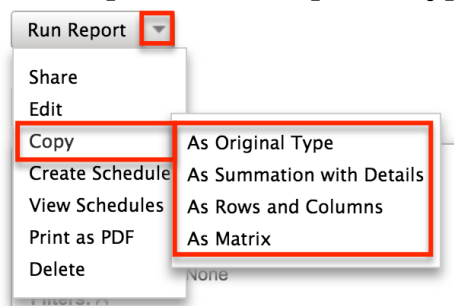 Run Report
Share
Edit
Copy
As Original Type
Create Schedule
As Summation with Details
View Schedules
As Rows and Columns
Print as PDF
As Matrix
Delete
None
Filters: